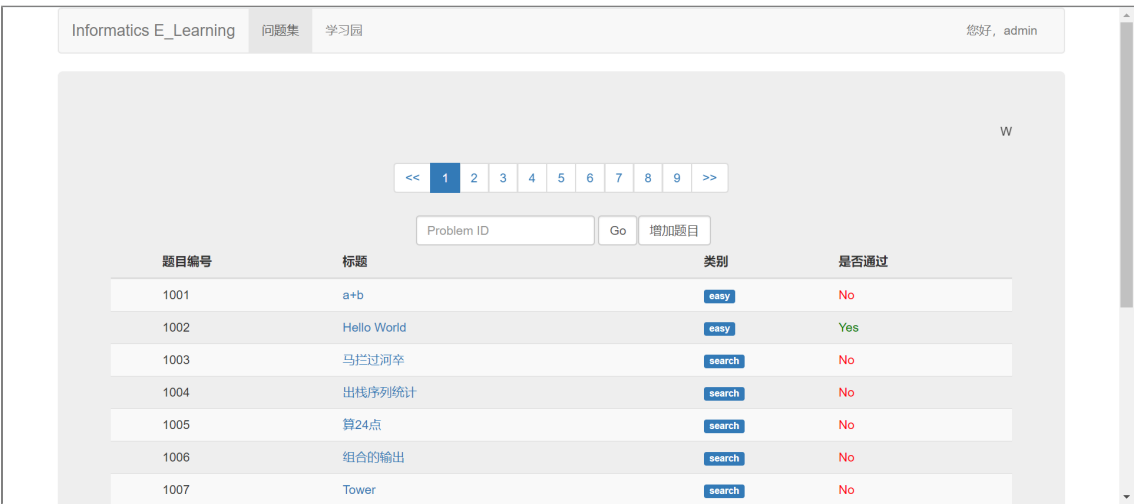 Informatics E_Learning 问题集 学习园 您好，admin
W
<< 1 2 3 4 5 6 7 8 9 >>
Problem ID Go 增加题目
题目编号 标题 类别 是否通过
1001 a+b easy No
1002 Hello World easy Yes
1003 马拦过河卒 search No
1004 出栈序列统计 search No
1005 算24点 search No
1006 组合的输出 search No
1007 Tower search No